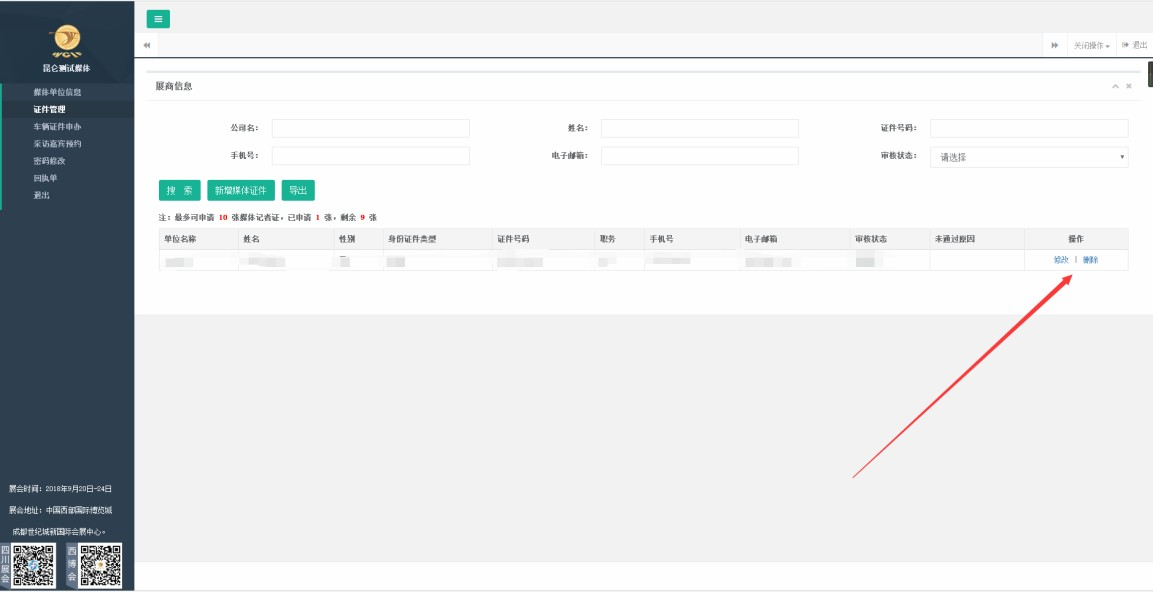 WCIF
昆仑测试媒体
媒体单位信息
证件管理
车辆证件申办
采访嘉宾预约
密码修改
回执单
退出
关闭操作
退出
展商信息
公司名： 姓名： 证件号码：
手机号： 电子邮箱： 审核状态： 请选择
搜 索 新增媒体证件 导出
注：最多可申请 10 张媒体记者证，已申请 1 张，剩余 9 张
单位名称 姓名 性别 身份证件类型 证件号码 职务 手机号 电子邮箱 审核状态 未通过原因 操作
修改 | 删除
展会时间：2018年9月20日-24日
展会地址：中国西部国际博览城
成都世纪城新国际会展中心。
四川展会
西博会